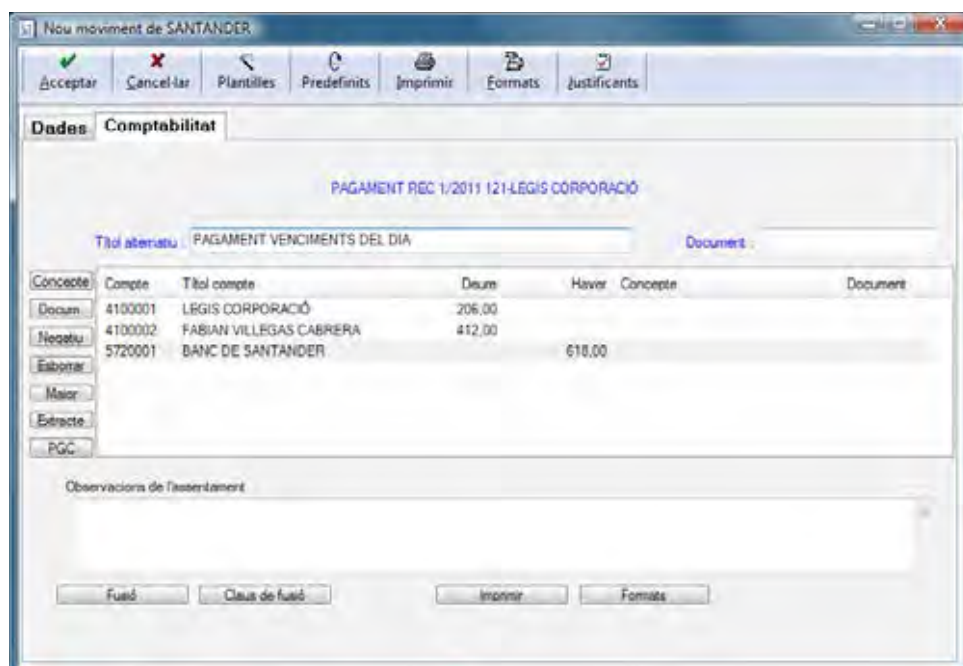 Nou moviment de SANTANDER
Acceptar Cancel·lar Plantilles Predefinits Imprimir Formats Justificants
Dades Comptabilitat
PAGAMENT REC 1/2011 121-LEGIS CORPORACIÓ
Títol alternatiu : PAGAMENT VENCIMENTS DEL DIA Document :
Concepte Compte Títol compte Deure Haver Concepte Document
Docum. 4100001 LEGIS CORPORACIÓ 206,00
Negatiu 4100002 FABIAN VILLEGAS CABRERA 412,00
5720001 BANC DE SANTANDER 618,00
Esborrar
Major
Extracte
PGC
Observacions de l'assentament
Fusió Claus de fusió Imprimir Formats